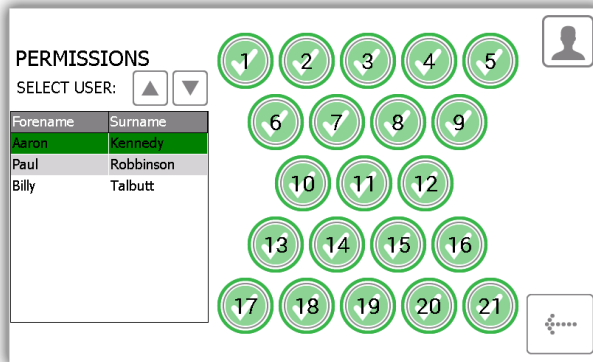 PERMISSIONS
SELECT USER:
Forename Surname
Aaron Kennedy
Paul Robbinson
Billy Talbutt
1 2 3 4 5
6 7 8 9
10 11 12
13 14 15 16
17 18 19 20 21